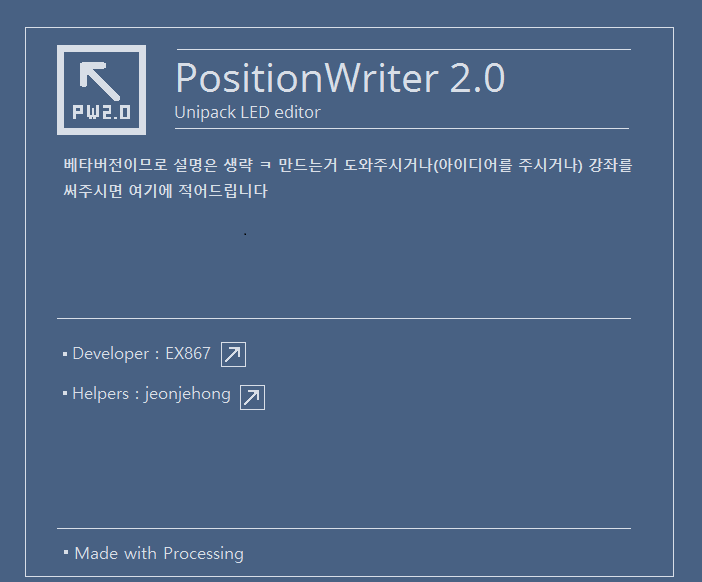 PW2.0
PositionWriter 2.0
Unipack LED editor
베타버전이므로 설명은 생략 ㅋ 만드는거 도와주시거나(아이디어를 주시거나) 강좌를
써주시면 여기에 적어드립니다
▪ Developer : EX867
▪ Helpers : jeonjehong
▪ Made with Processing